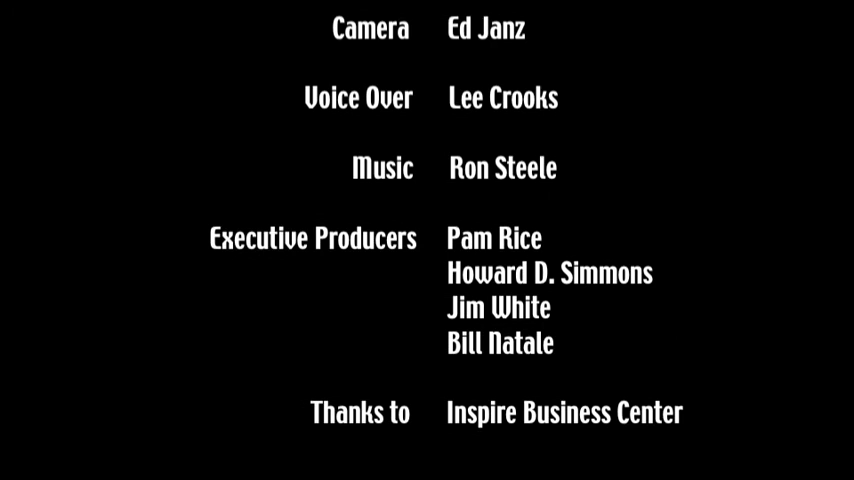 Camera Ed Janz
Voice Over Lee Crooks
Music Ron Steele
Executive Producers Pam Rice
Howard D. Simmons
Jim White
Bill Natale
Thanks to Inspire Business Center